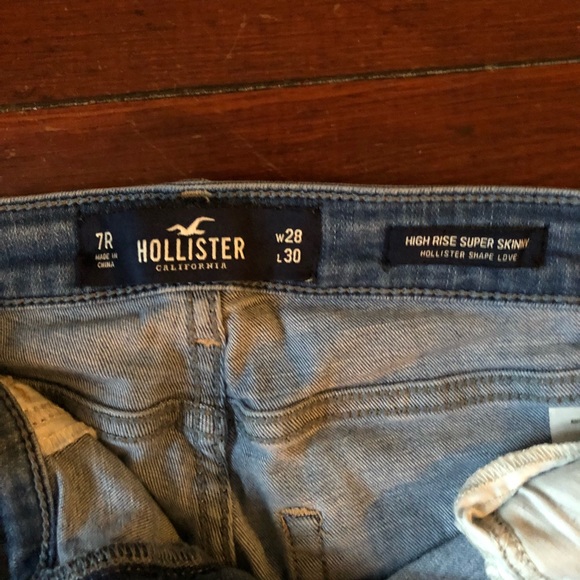 7R
MADE IN
CHINA
HOLLISTER
CALIFORNIA
W28
L30
HIGH RISE SUPER SKINNY
HOLLISTER SHAPE LOVE